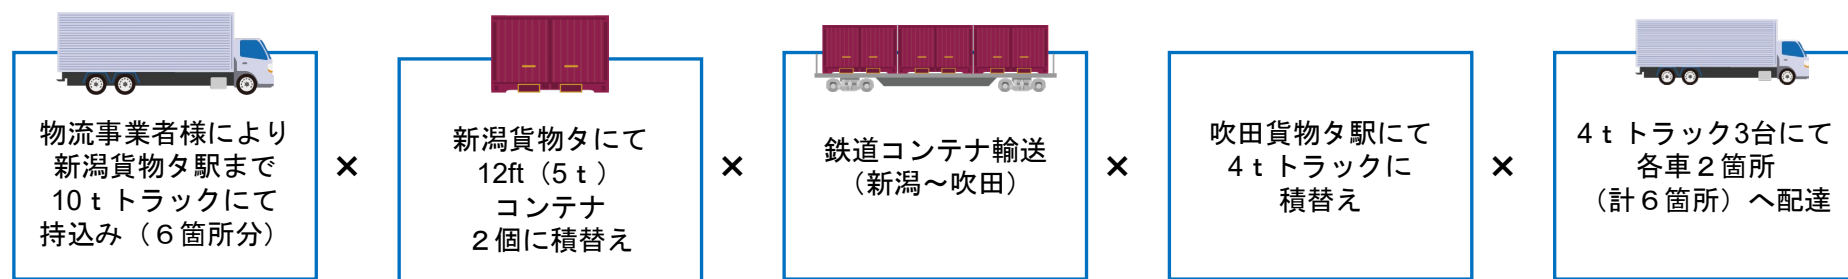 物流事業者様により
新潟貨物タ駅まで
10ｔトラックにて
持込み（６箇所分）
×
新潟貨物タにて
12ft（5ｔ）
コンテナ
２個に積替え
×
鉄道コンテナ輸送
（新潟～吹田）
×
吹田貨物タ駅にて
4ｔトラックに
積替え
×
4ｔトラック3台にて
各車２箇所
（計６箇所）へ配達